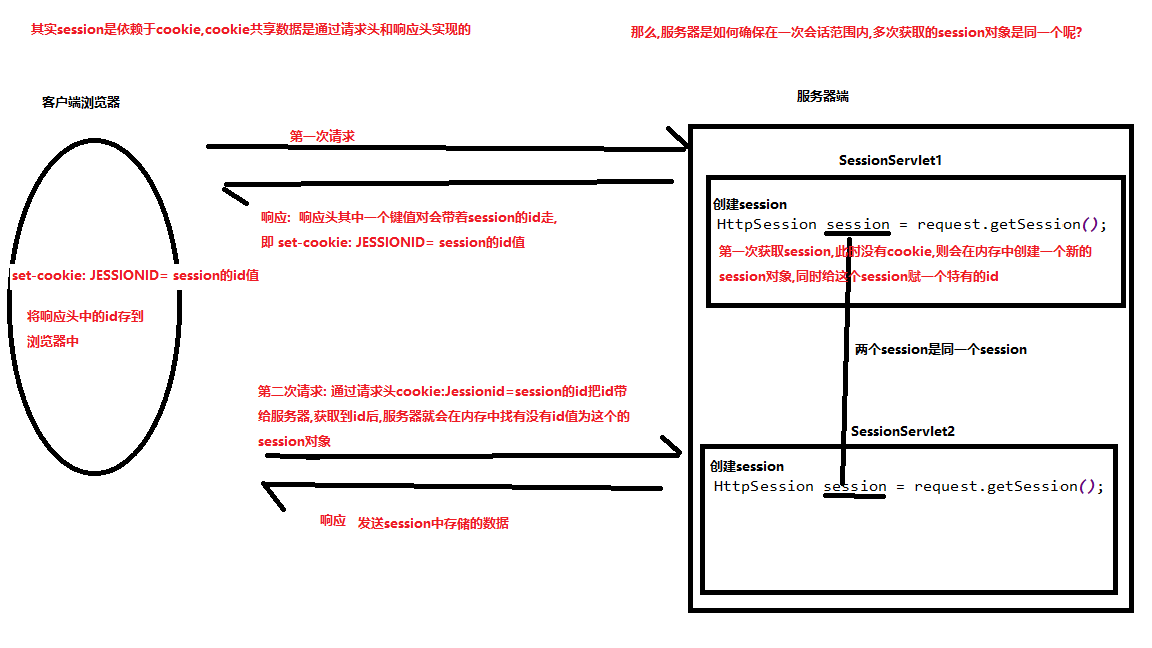 其实session是依赖于cookie,cookie共享数据是通过请求头和响应头实现的
那么,服务器是如何确保在一次会话范围内,多次获取的session对象是同一个呢?
客户端浏览器
服务器端
第一次请求
SessionServlet1
创建session
HttpSession session = request.getSession();
第一次获取session,此时没有cookie,则会在内存中创建一个新的
session对象,同时给这个session赋一个特有的id
响应: 响应头其中一个键值对会带着session的id走,
即 set-cookie: JESSIONID= session的id值
set-cookie: JESSIONID= session的id值
将响应头中的id存到
浏览器中
两个session是同一个session
第二次请求: 通过请求头cookie:Jessionid=session的id把id带
给服务器,获取到id后,服务器就会在内存中找有没有id值为这个的
session对象
SessionServlet2
创建session
HttpSession session = request.getSession();
响应 发送session中存储的数据